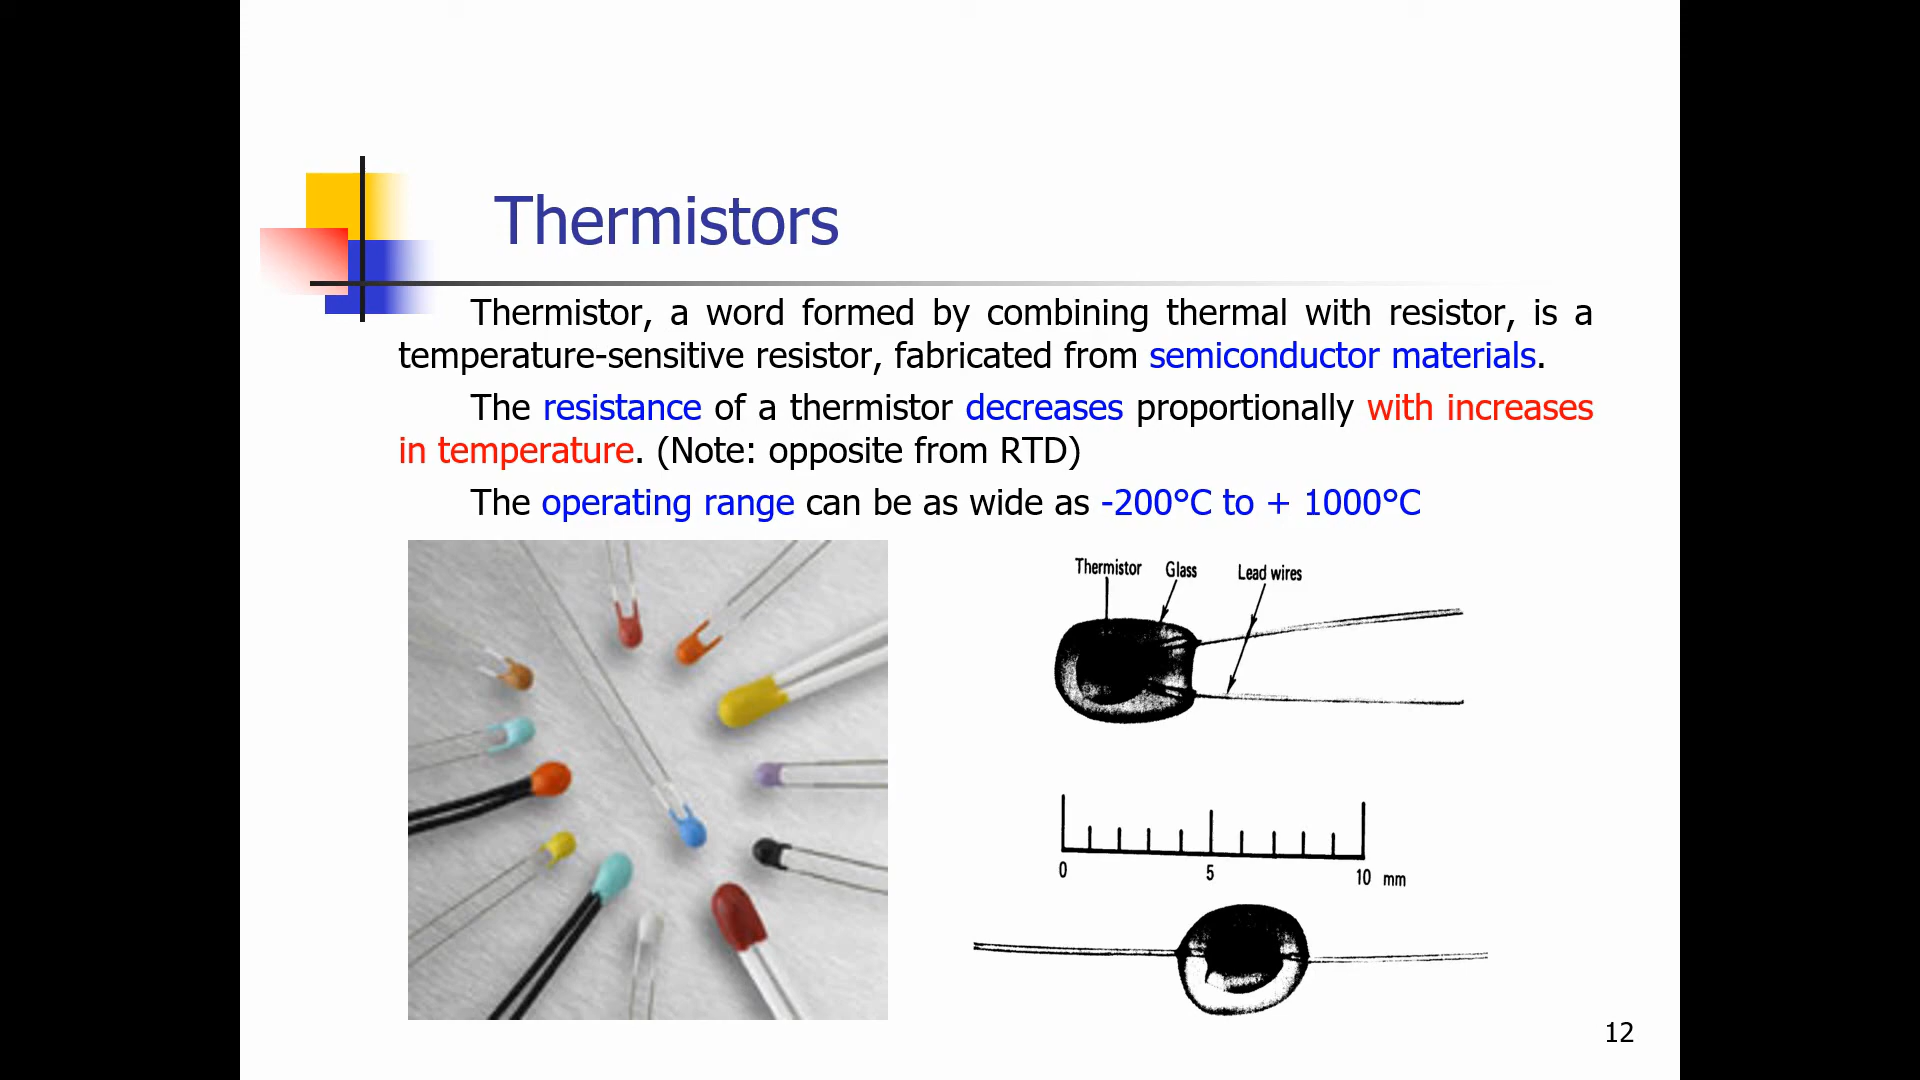 Thermistors
Thermistor, a word formed by combining thermal with resistor, is a
temperature-sensitive resistor, fabricated from semiconductor materials.
The resistance of a thermistor decreases proportionally with increases
in temperature. (Note: opposite from RTD)
The operating range can be as wide as -200°C to + 1000°C
Thermistor Glass Lead wires
0 5 10 mm
12